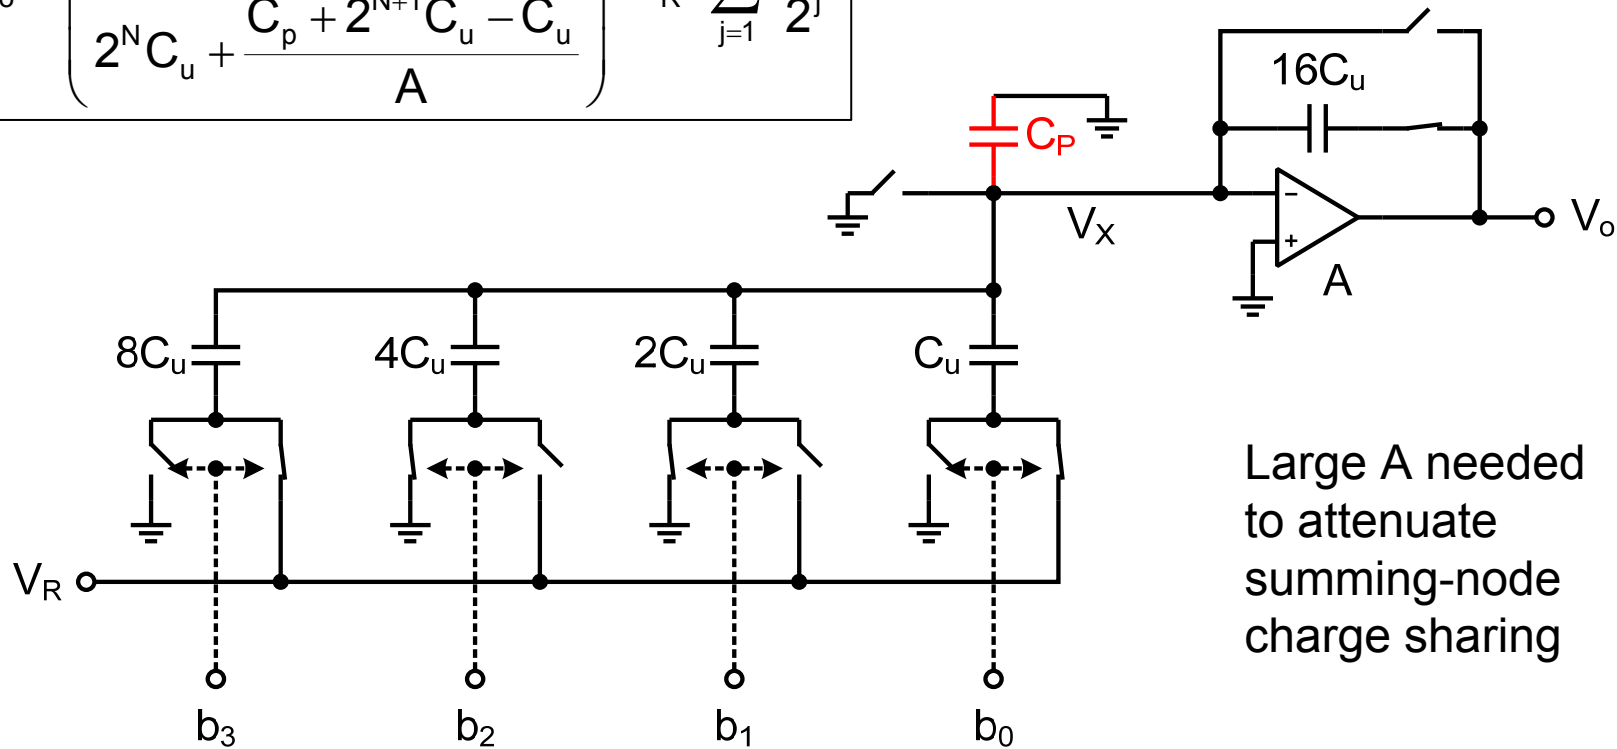 o
2^N C_u + (C_p + 2^{N+1} C_u − C_u) / A
R ∑ j=1 2^j
16C_u
C_P
V_X
−
+
A
V_o
8C_u 4C_u 2C_u C_u
V_R
b_3 b_2 b_1 b_0
Large A needed
to attenuate
summing-node
charge sharing